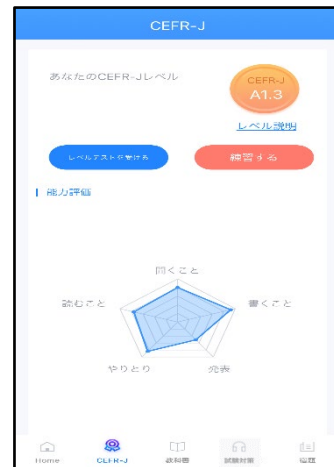 CEFR-J
あなたのCEFR-Jレベル
CEFR-J
A1.3
レベル説明
レベルテストを受ける
練習する
能力評価
聞くこと
読むこと
書くこと
やりとり
発表
Home
CEFR-J
教科書
試験対策
宿題